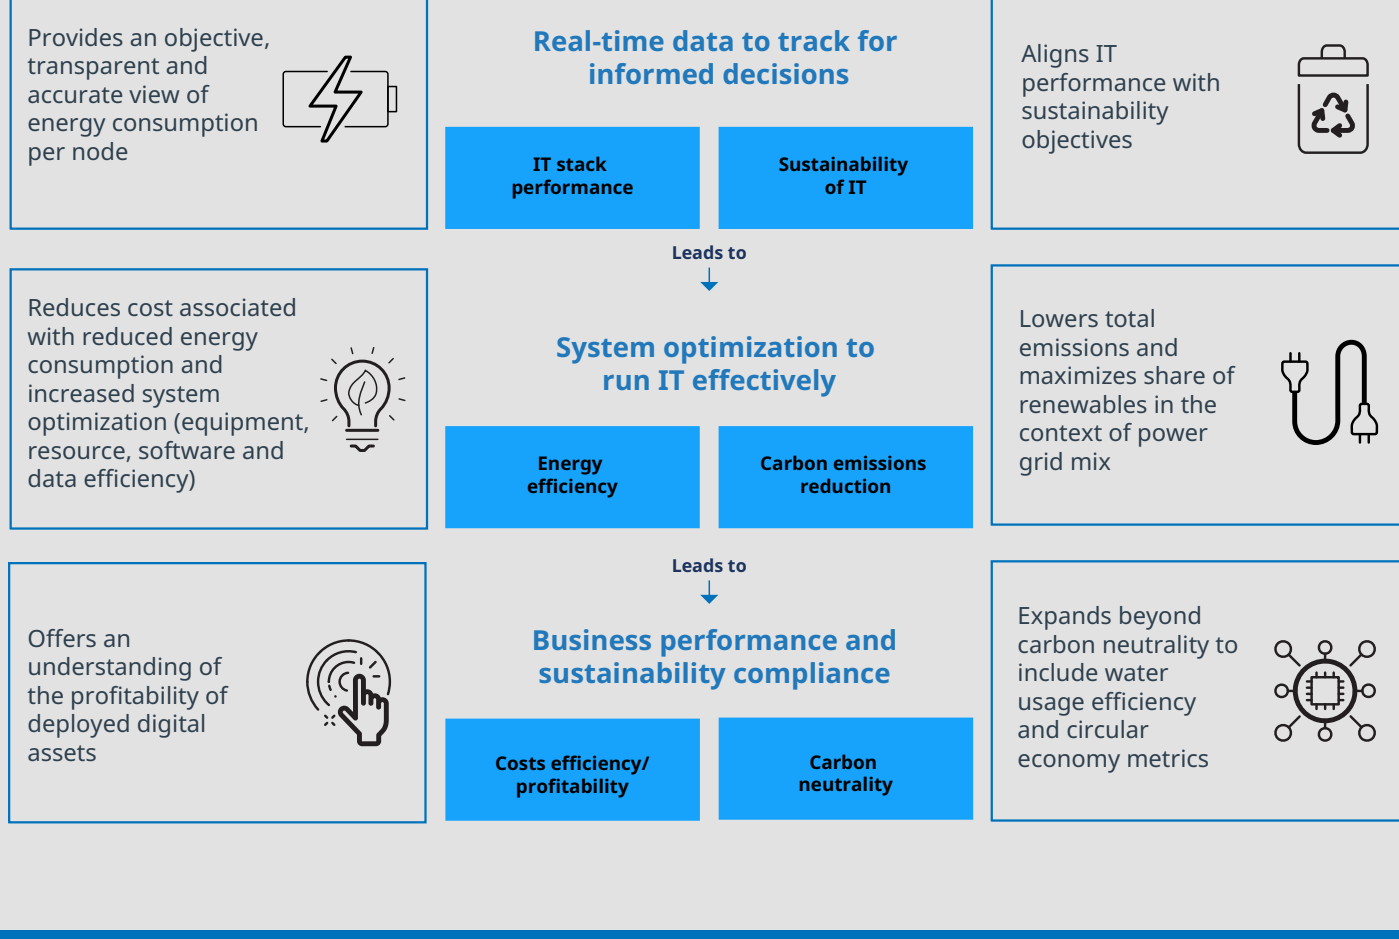 Provides an objective,
transparent and
accurate view of
energy consumption
per node
Real-time data to track for
informed decisions
IT stack
performance
Sustainability
of IT
Aligns IT
performance with
sustainability
objectives
Leads to
Reduces cost associated
with reduced energy
consumption and
increased system
optimization (equipment,
resource, software and
data efficiency)
System optimization to
run IT effectively
Energy
efficiency
Carbon emissions
reduction
Lowers total
emissions and
maximizes share of
renewables in the
context of power
grid mix
Leads to
Offers an
understanding of
the profitability of
deployed digital
assets
Business performance and
sustainability compliance
Costs efficiency/
profitability
Carbon
neutrality
Expands beyond
carbon neutrality to
include water
usage efficiency
and circular
economy metrics